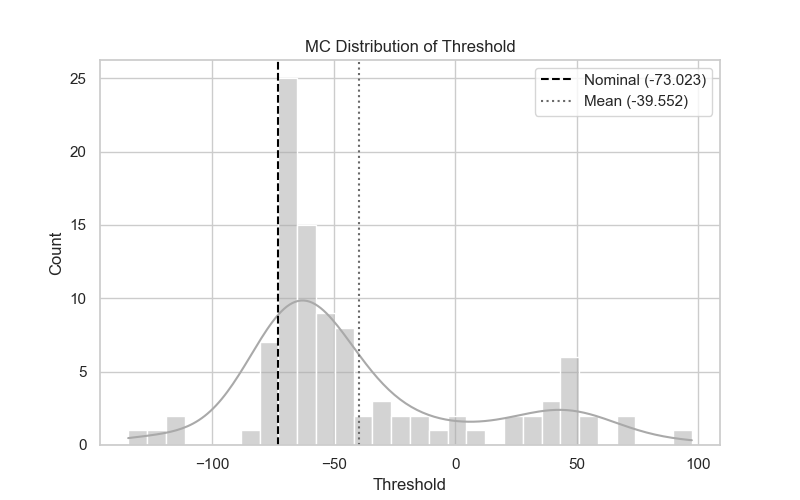 MC Distribution of Threshold
Nominal (-73.023)
Mean (-39.552)
Count
25
20
15
10
5
0
−100
−50
0
50
100
Threshold